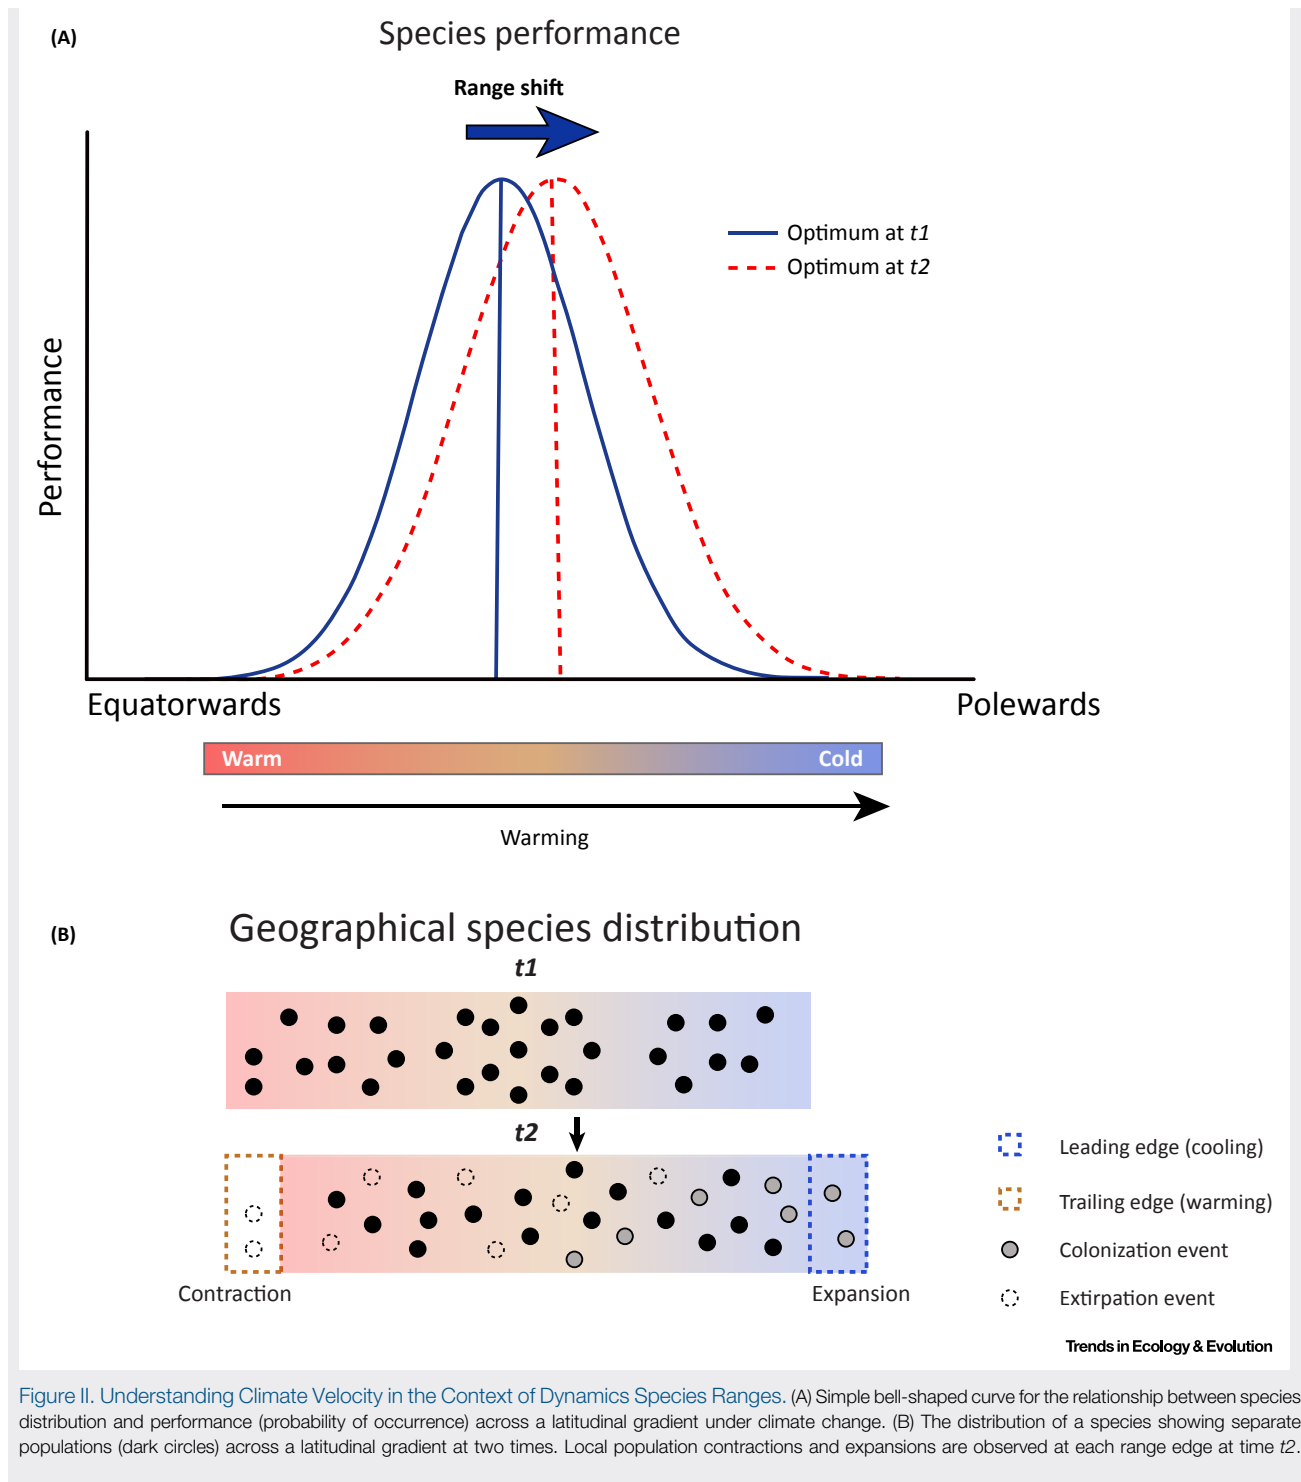 (A)
Species performance
Range shift
Optimum at t1
Optimum at t2
Performance
Equatorwards
Polewards
Warm
Cold
Warming
(B)
Geographical species distribution
t1
t2
Leading edge (cooling)
Trailing edge (warming)
Colonization event
Extirpation event
Contraction
Expansion
Trends in Ecology & Evolution
Figure II. Understanding Climate Velocity in the Context of Dynamics Species Ranges. (A) Simple bell-shaped curve for the relationship between species
distribution and performance (probability of occurrence) across a latitudinal gradient under climate change. (B) The distribution of a species showing separate
populations (dark circles) across a latitudinal gradient at two times. Local population contractions and expansions are observed at each range edge at time t2.